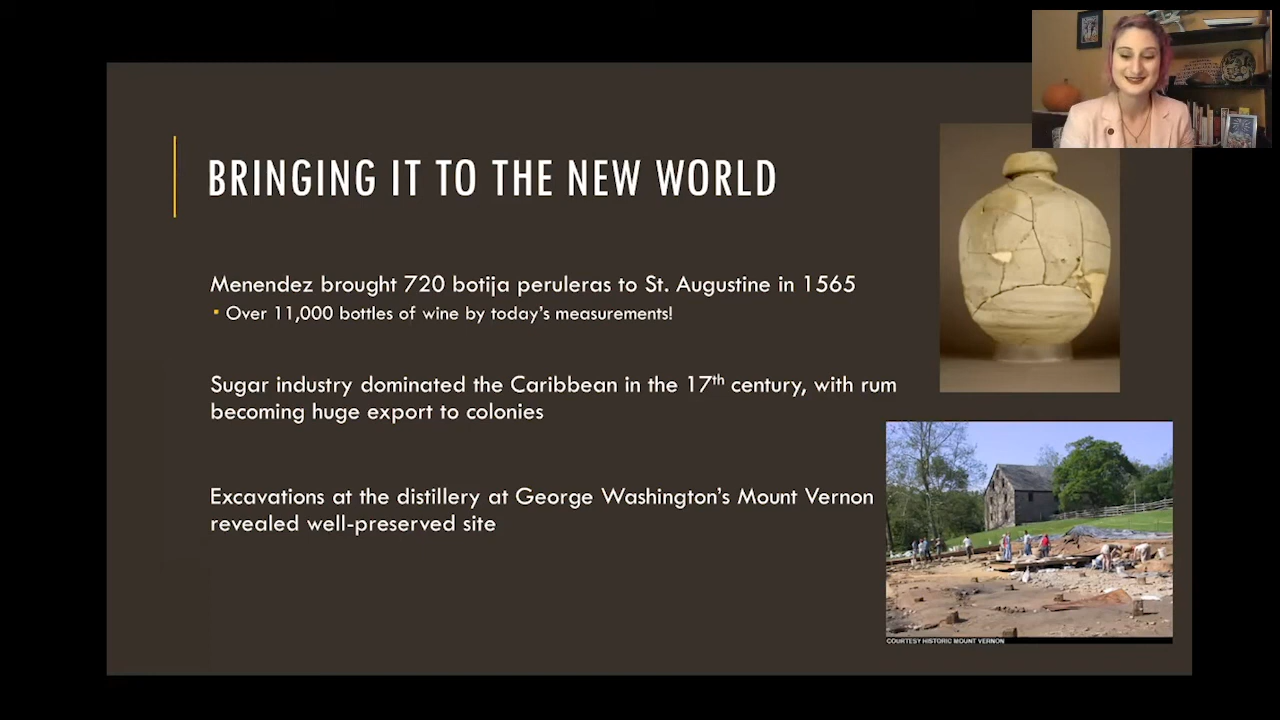 BRINGING IT TO THE NEW WORLD
Menendez brought 720 botija peruleras to St. Augustine in 1565
▪ Over 11,000 bottles of wine by today's measurements!
Sugar industry dominated the Caribbean in the 17th century, with rum
becoming huge export to colonies
Excavations at the distillery at George Washington's Mount Vernon
revealed well-preserved site
COURTESY HISTORIC MOUNT VERNON